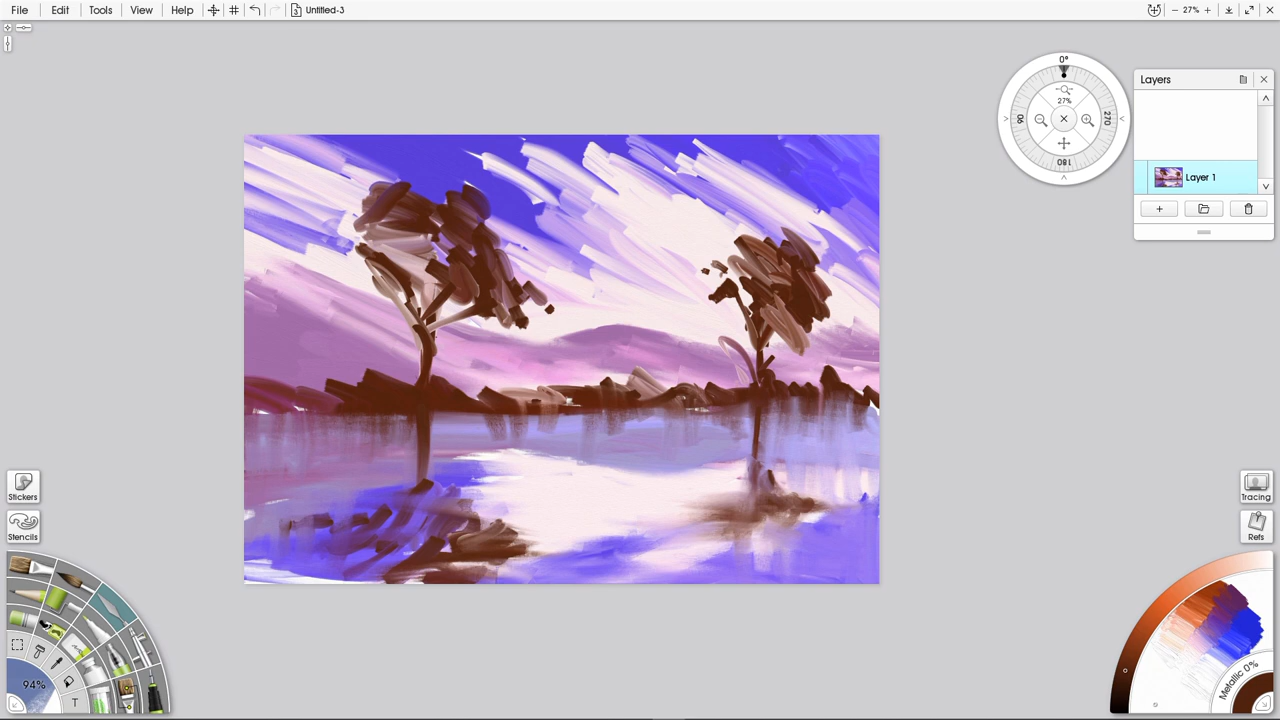 File Edit Tools View Help 3 Untitled-3 27%
0°
27%
90 270
180
Layers
Layer 1
Stickers
Stencils
Tracing
Refs
94%
T
Metallic 0%